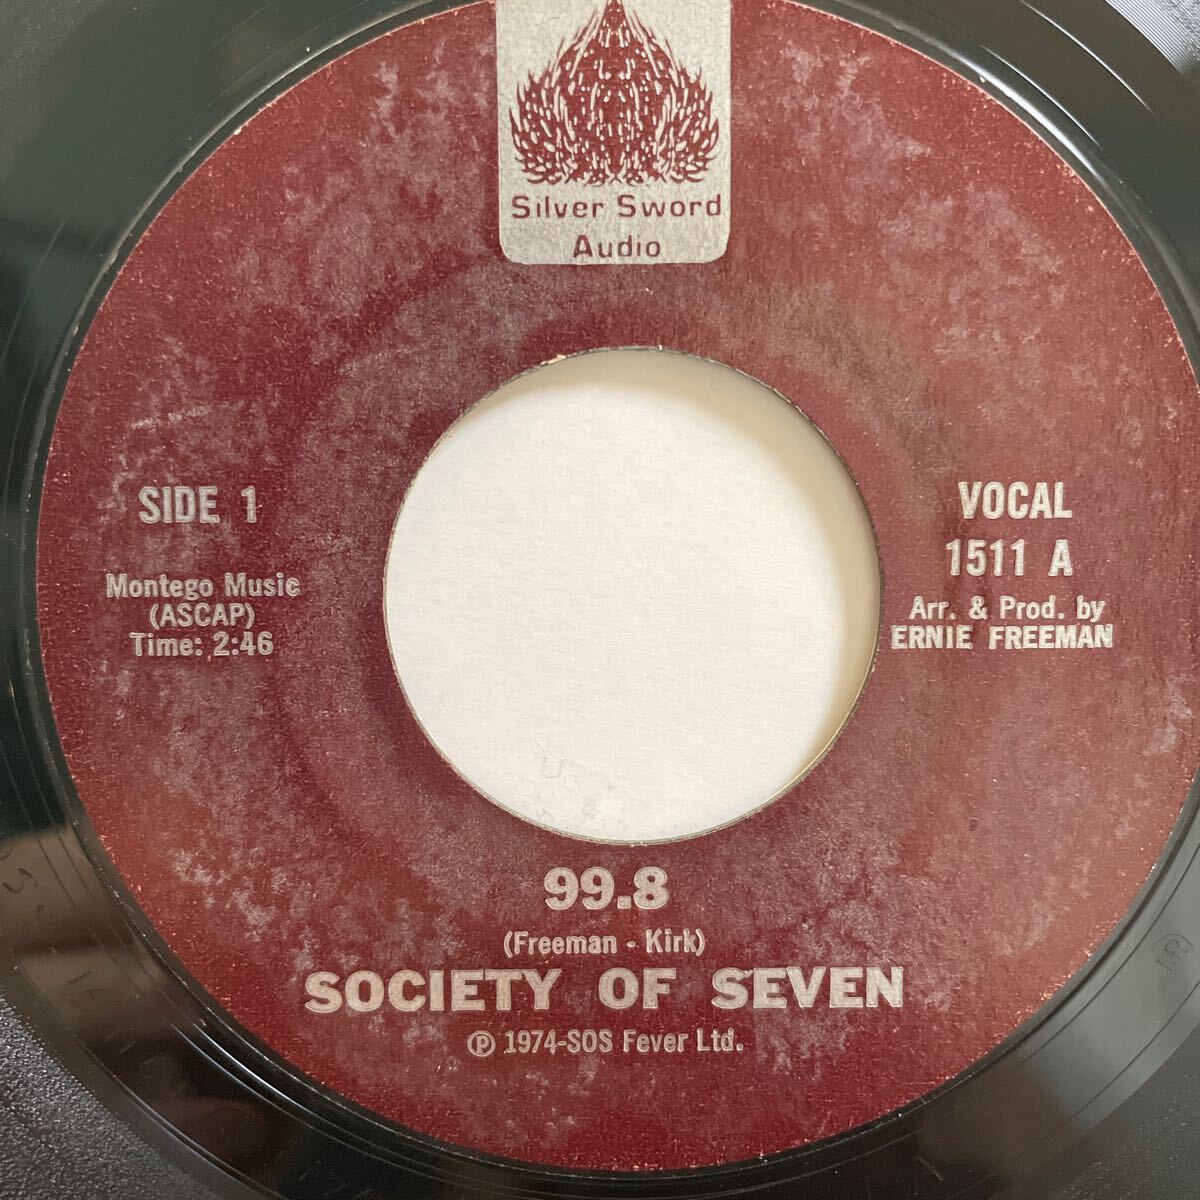 Silver Sword
Audio
SIDE 1
Montego Music
(ASCAP)
Time: 2:46
VOCAL
1511 A
Arr. & Prod. by
ERNIE FREEMAN
99.8
(Freeman - Kirk)
SOCIETY OF SEVEN
℗ 1974-SOS Fever Ltd.